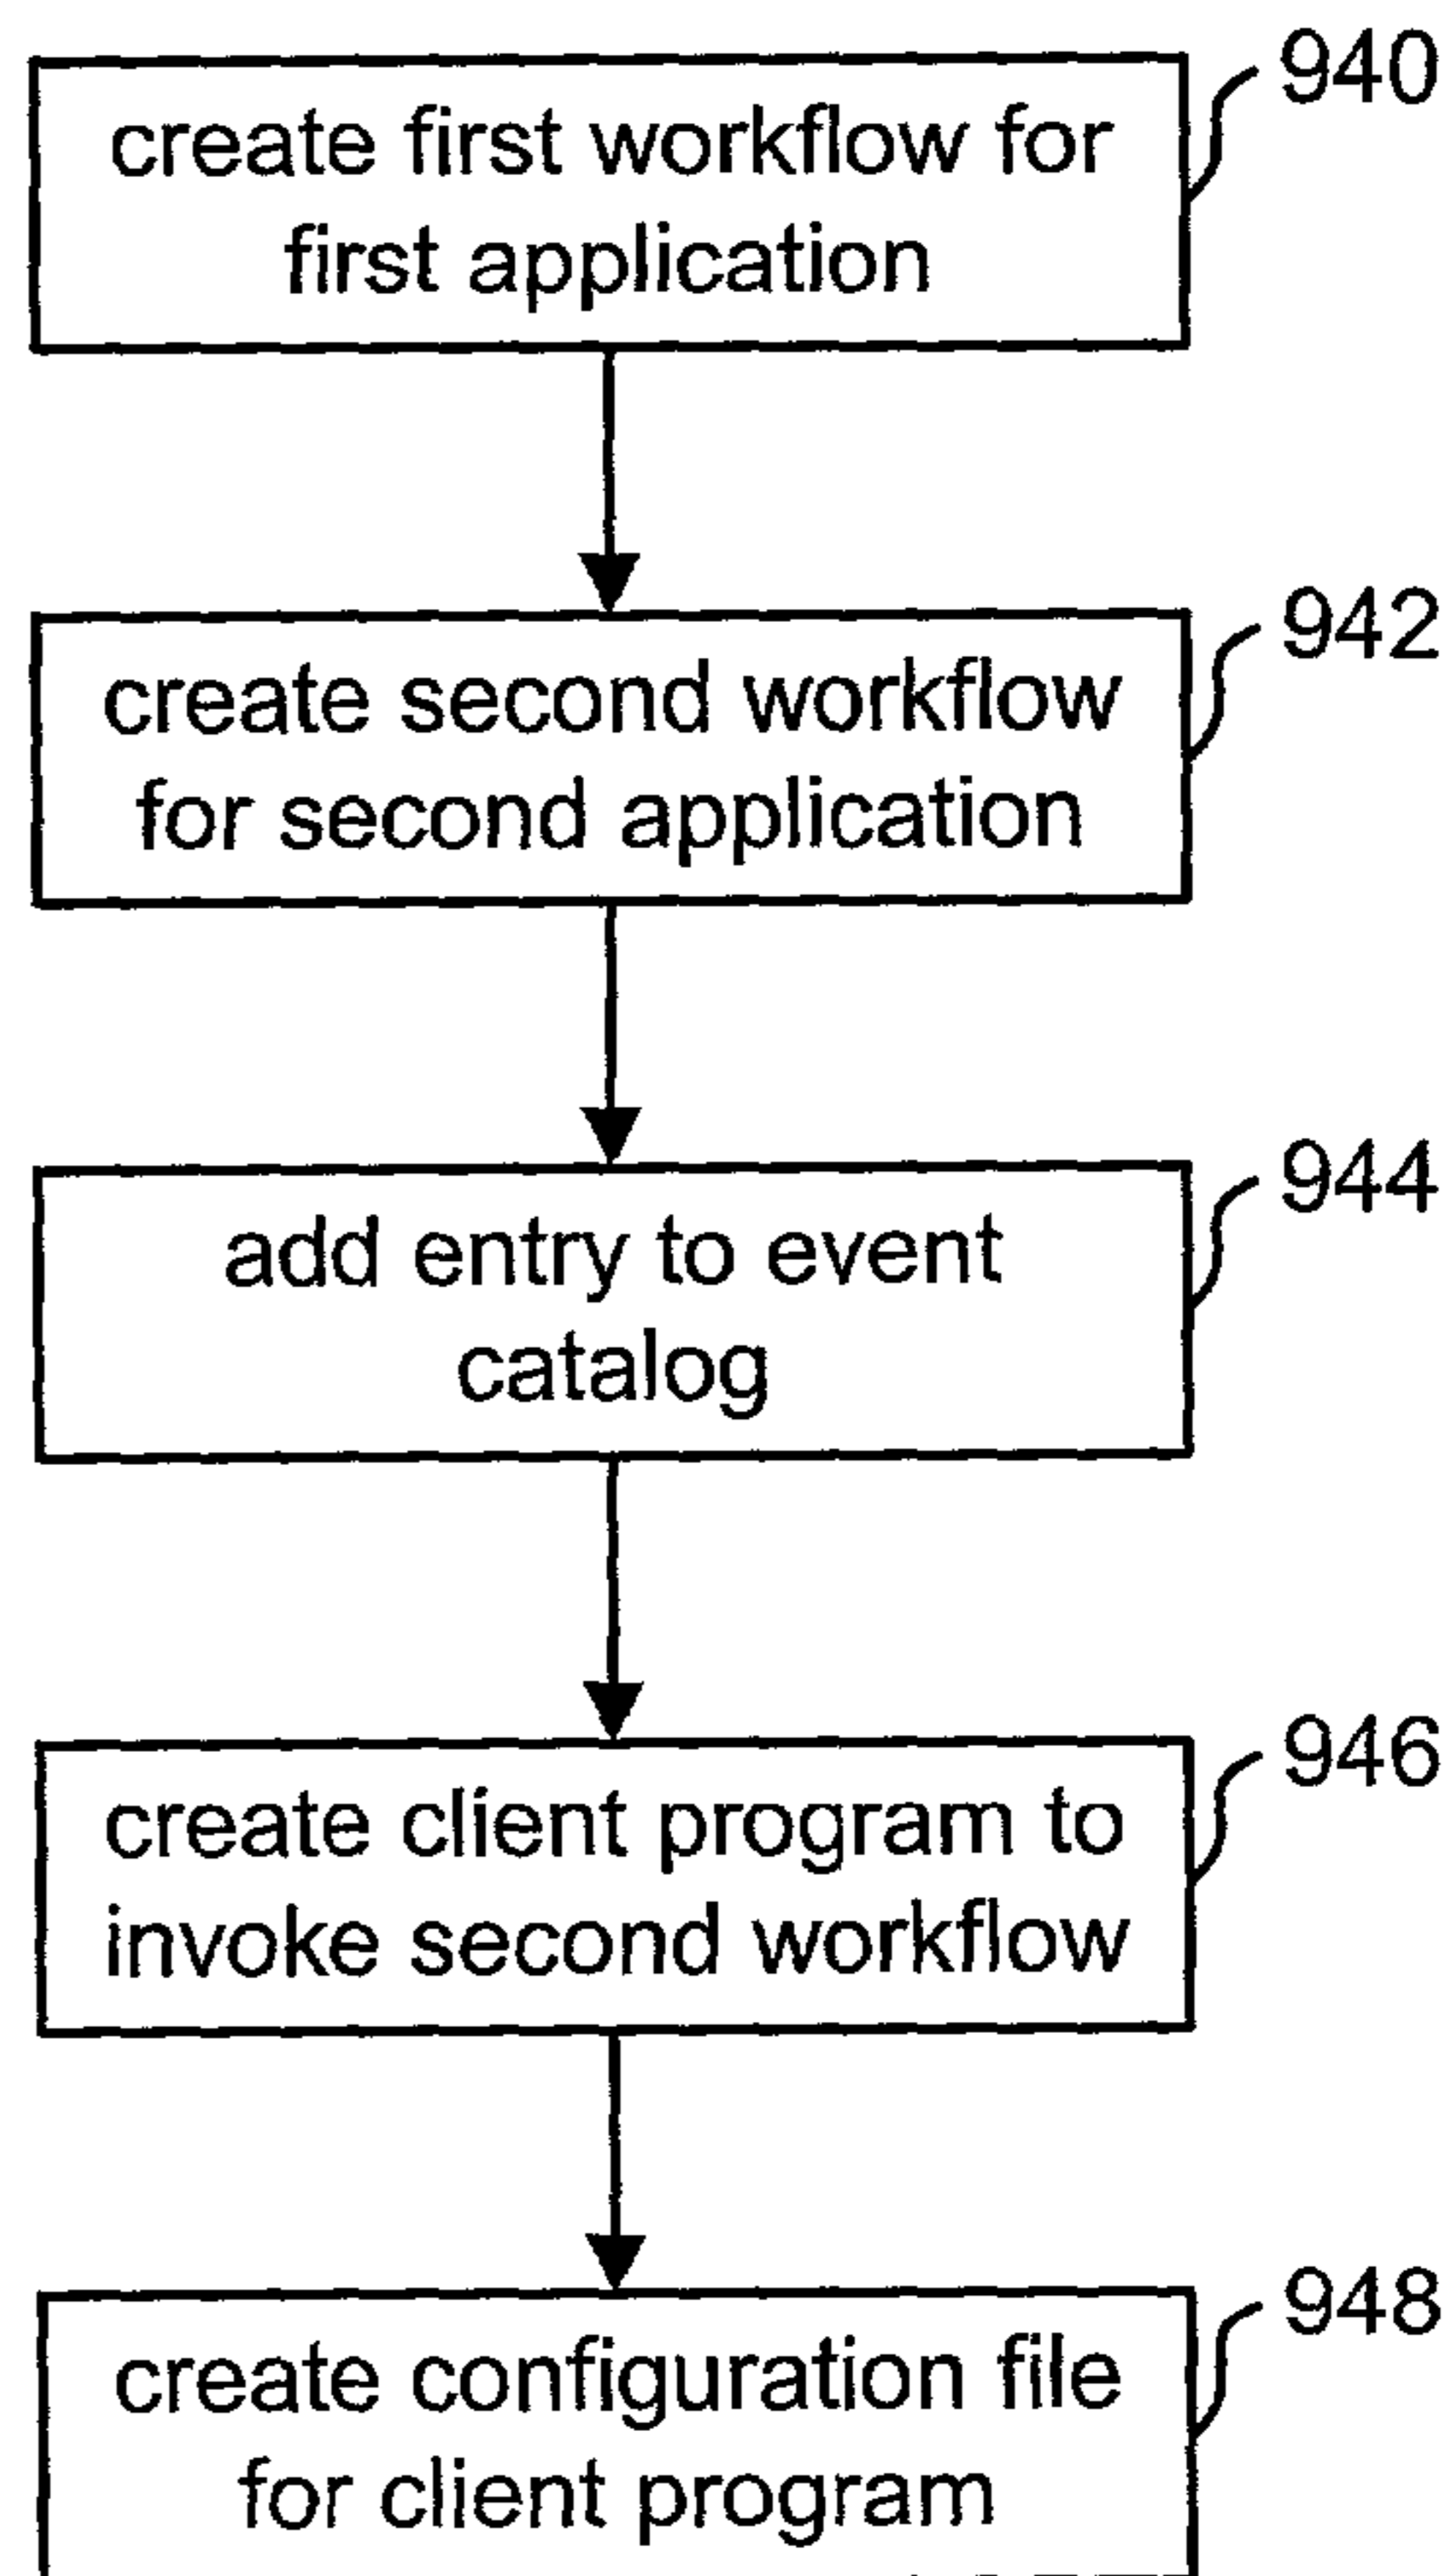 940
create first workflow for
first application
942
create second workflow
for second application
944
add entry to event
catalog
946
create client program to
invoke second workflow
948
create configuration file
for client program